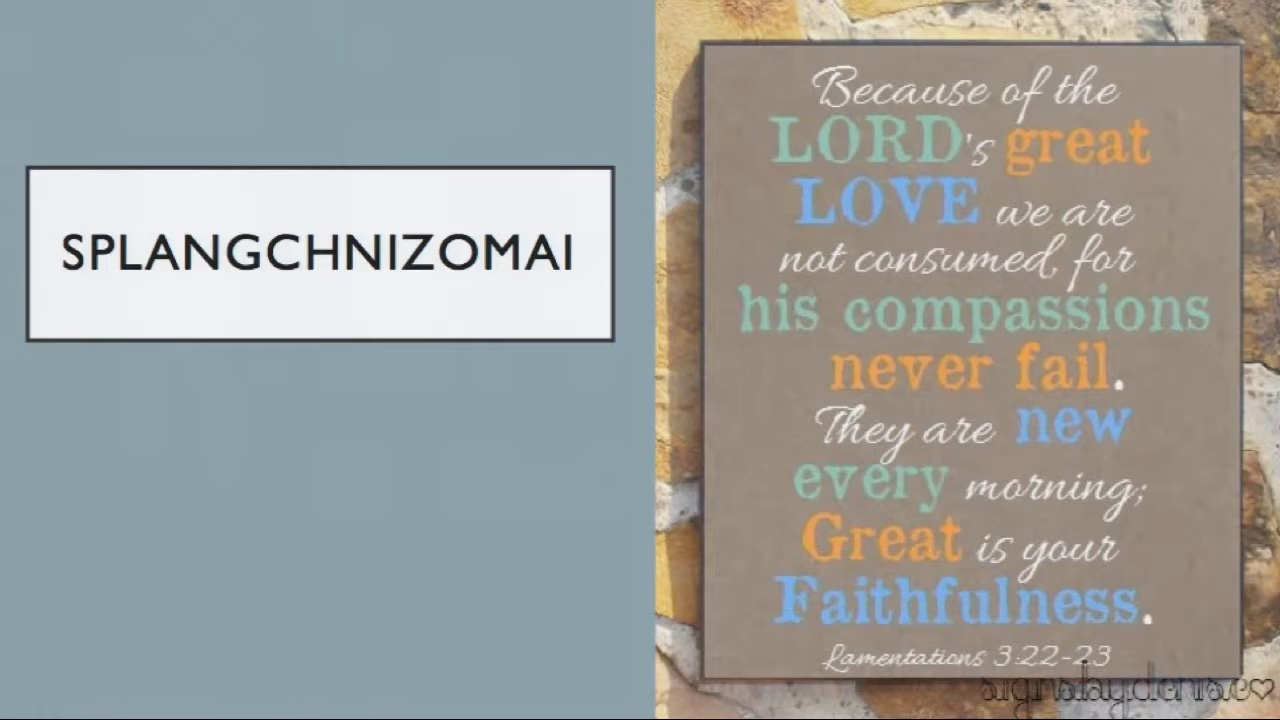 SPLANGCHNIZOMAI
Because of the
LORD's great
LOVE we are
not consumed, for
his compassions
never fail.
They are new
every morning;
Great is your
Faithfulness.
Lamentations 3:22-23
signsbydenise♡